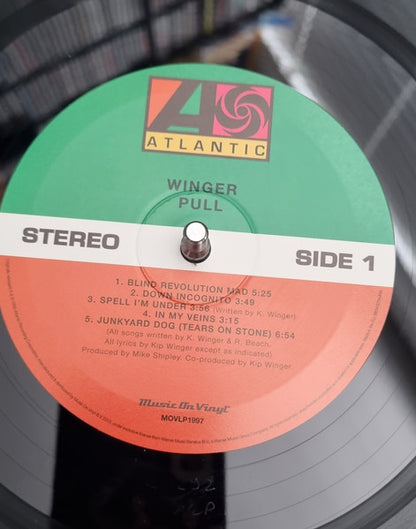 ATLANTIC
WINGER
PULL
STEREO
SIDE 1
1. BLIND REVOLUTION MAD 5:25
2. DOWN INCOGNITO 3:49
3. SPELL I'M UNDER 3:56 (Written by K. Winger)
4. IN MY VEINS 3:15
5. JUNKYARD DOG (TEARS ON STONE) 6:54
(All songs written by K. Winger & R. Beach,
All lyrics by Kip Winger except as indicated)
Produced by Mike Shipley. Co-produced by Kip Winger
Music On Vinyl
MOVLP1997